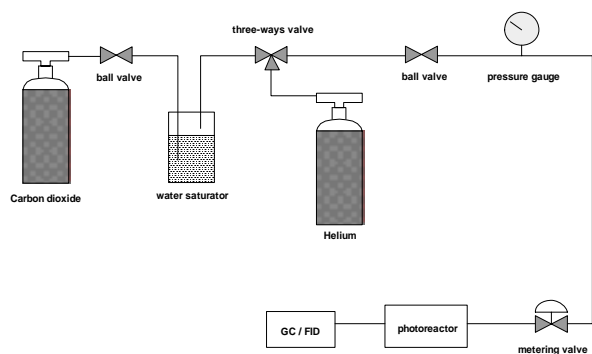 three-ways valve
ball valve
ball valve
pressure gauge
Carbon dioxide
water saturator
Helium
GC / FID
photoreactor
metering valve